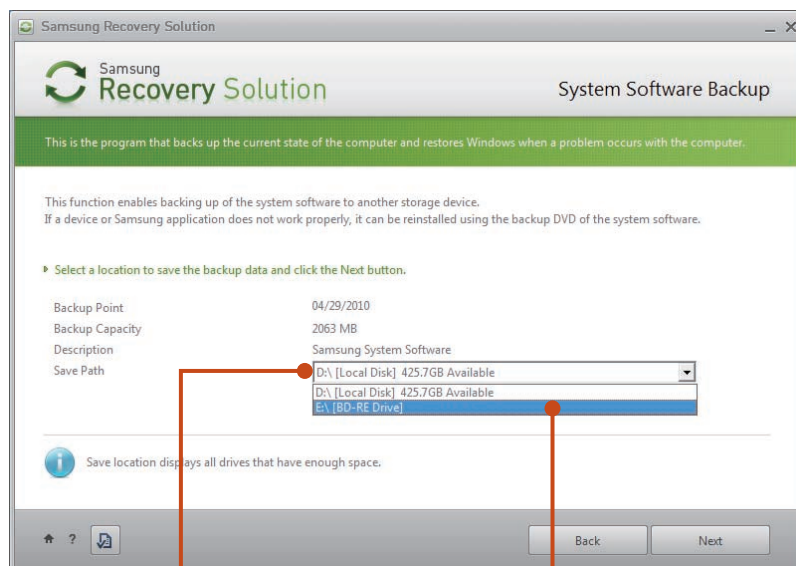 Samsung Recovery Solution
Samsung
Recovery Solution
System Software Backup
This is the program that backs up the current state of the computer and restores Windows when a problem occurs with the computer.
This function enables backing up of the system software to another storage device.
If a device or Samsung application does not work properly, it can be reinstalled using the backup DVD of the system software.
Select a location to save the backup data and click the Next button.
Backup Point 04/29/2010
Backup Capacity 2063 MB
Description Samsung System Software
Save Path D:\ [Local Disk] 425.7GB Available
D:\ [Local Disk] 425.7GB Available
E:\ [BD-RE Drive]
Save location displays all drives that have enough space.
? Back Next